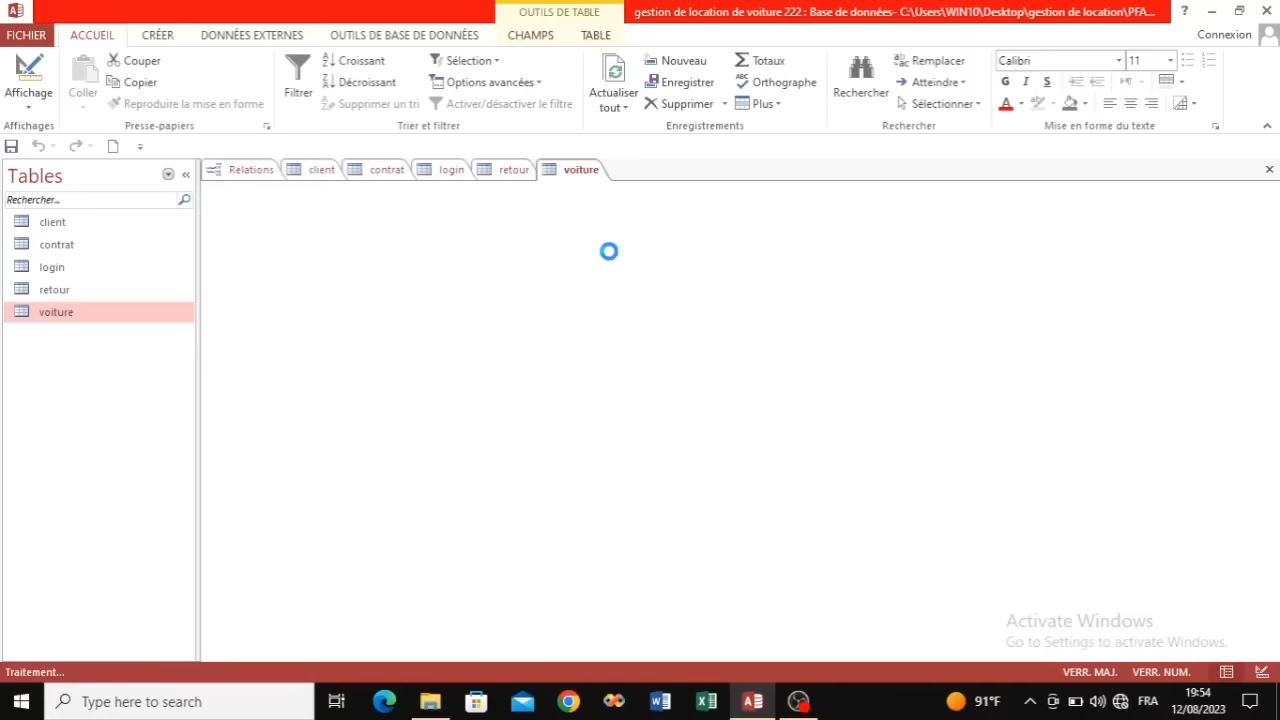 OUTILS DE TABLE
gestion de location de voiture 222 : Base de données- C:\Users\WIN10\Desktop\gestion de location\PFA...
?
FICHIER
ACCUEIL
CRÉER
DONNÉES EXTERNES
OUTILS DE BASE DE DONNÉES
CHAMPS
TABLE
Connexion
Affichage
Coller
Couper
Copier
Reproduire la mise en forme
Filtrer
Croissant
Décroissant
Supprimer un tri
Sélection
Options avancées
Activer/désactiver le filtre
Actualiser
tout
Nouveau
Enregistrer
Supprimer
Totaux
Orthographe
Plus
Rechercher
Remplacer
Atteindre
Sélectionner
Calibri
11
G I S
A
Affichages
Presse-papiers
Trier et filtrer
Enregistrements
Rechercher
Mise en forme du texte
Tables
Rechercher...
client
contrat
login
retour
voiture
Relations
client
contrat
login
retour
voiture
Activate Windows
Go to Settings to activate Windows.
Traitement...
VERR. MAJ.
VERR. NUM.
Type here to search
91°F
FRA
19:54
12/08/2023